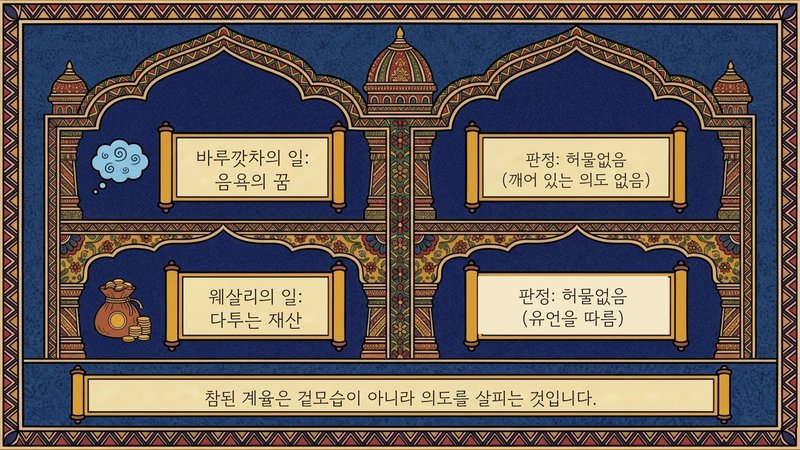 바루깟차의 일:
음욕의 꿈
판정: 허물없음
(깨어 있는 의도 없음)
웨살리의 일:
다투는 재산
판정: 허물없음
(유언을 따름)
참된 계율은 겉모습이 아니라 의도를 살피는 것입니다.